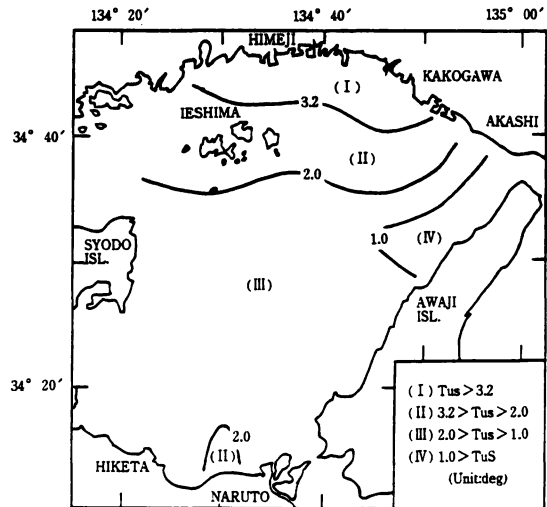 134° 20′ 134° 40′ 135° 00′
HIMEJI
(Ⅰ)
KAKOGAWA
3.2
IESHIMA
AKASHI
34° 40′
(Ⅱ)
2.0
SYODO
ISL.
1.0
(Ⅳ)
(Ⅲ)
AWAJI
ISL.
34° 20′
(Ⅰ) Tus>3.2
(Ⅱ) 3.2>Tus>2.0
(Ⅲ) 2.0>Tus>1.0
(Ⅳ) 1.0>TuS
(Unit:deg)
2.0
(Ⅱ)
HIKETA
NARUTO